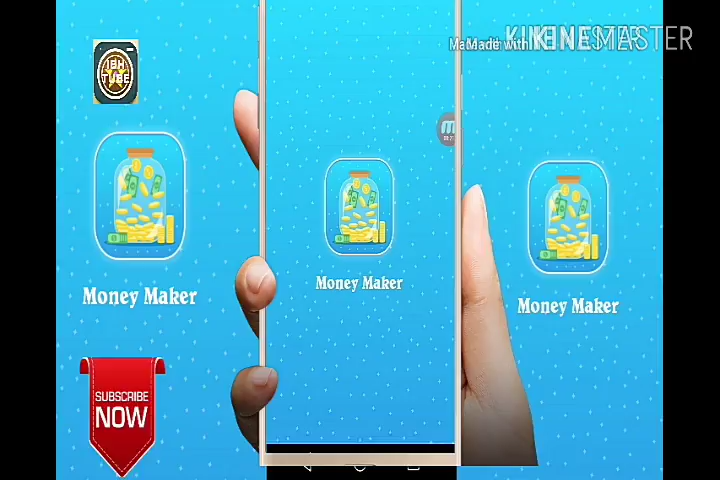 IBH
TUBE
Made with KINEMASTER
Money Maker
Money Maker
Money Maker
SUBSCRIBE
NOW